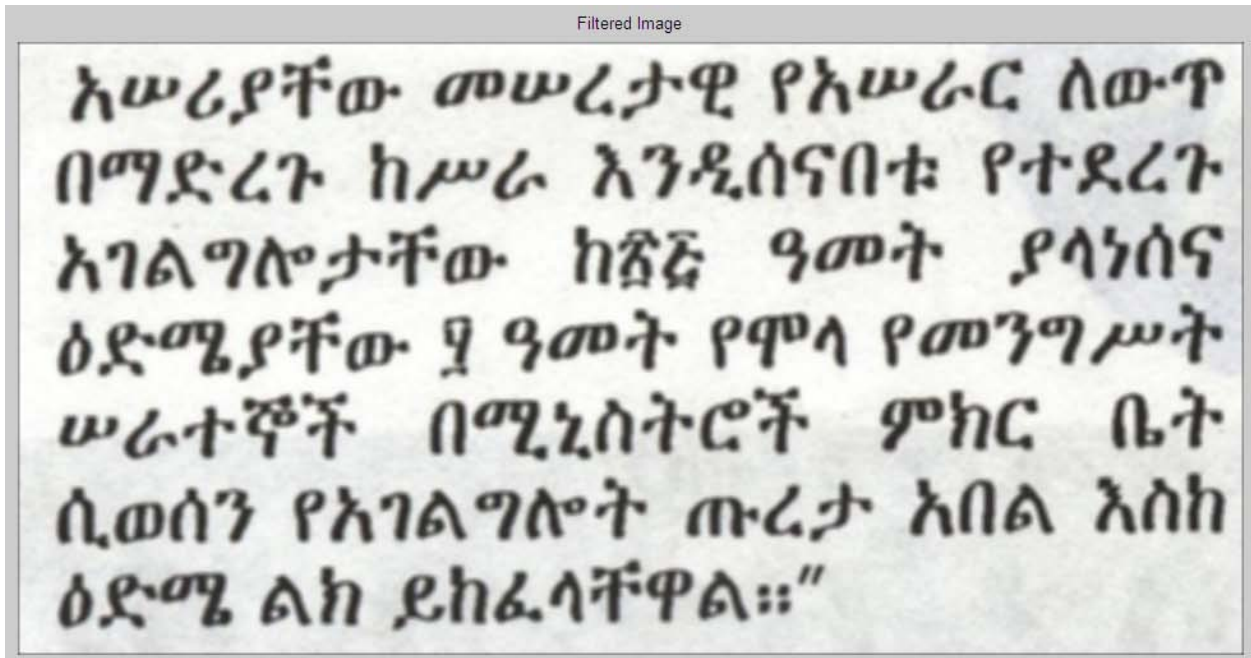 Filtered Image
አሠሪያቸው መሠረታዊ የአሠራር ለውጥ
በማድረጉ ከሥራ እንዲሰናበቱ የተደረጉ
አገልግሎታቸው ከ፳፭ ዓመት ያላነሰና
ዕድሜያቸው ፶ ዓመት የሞላ የመንግሥት
ሠራተኞች በሚኒስትሮች ምክር ቤት
ሲወሰን የአገልግሎት ጡረታ አበል እስከ
ዕድሜ ልክ ይከፈላቸዋል።”